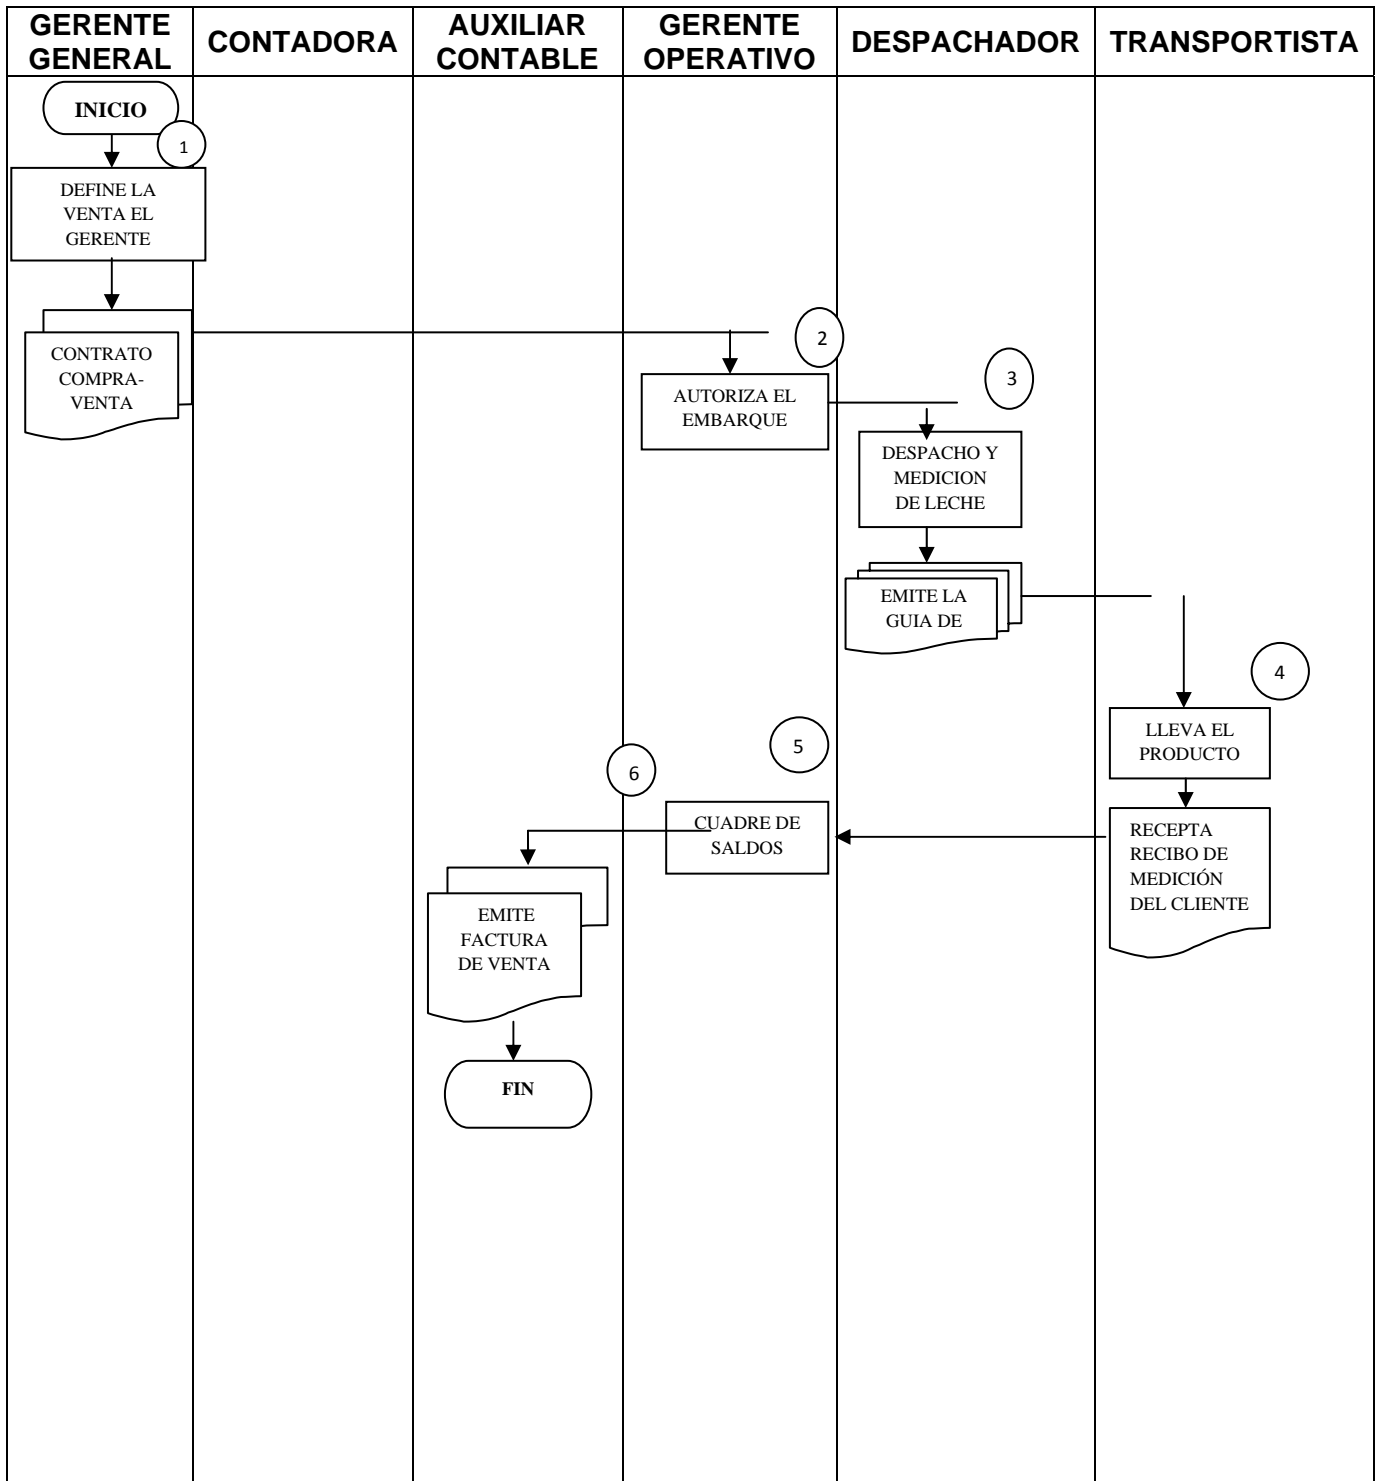 GERENTE
GENERAL
CONTADORA
AUXILIAR
CONTABLE
GERENTE
OPERATIVO
DESPACHADOR
TRANSPORTISTA
INICIO
1
DEFINE LA
VENTA EL
GERENTE
CONTRATO
COMPRA-
VENTA
2
AUTORIZA EL
EMBARQUE
3
DESPACHO Y
MEDICION
DE LECHE
EMITE LA
GUIA DE
4
LLEVA EL
PRODUCTO
RECEPTA
RECIBO DE
MEDICIÓN
DEL CLIENTE
5
CUADRE DE
SALDOS
6
EMITE
FACTURA
DE VENTA
FIN